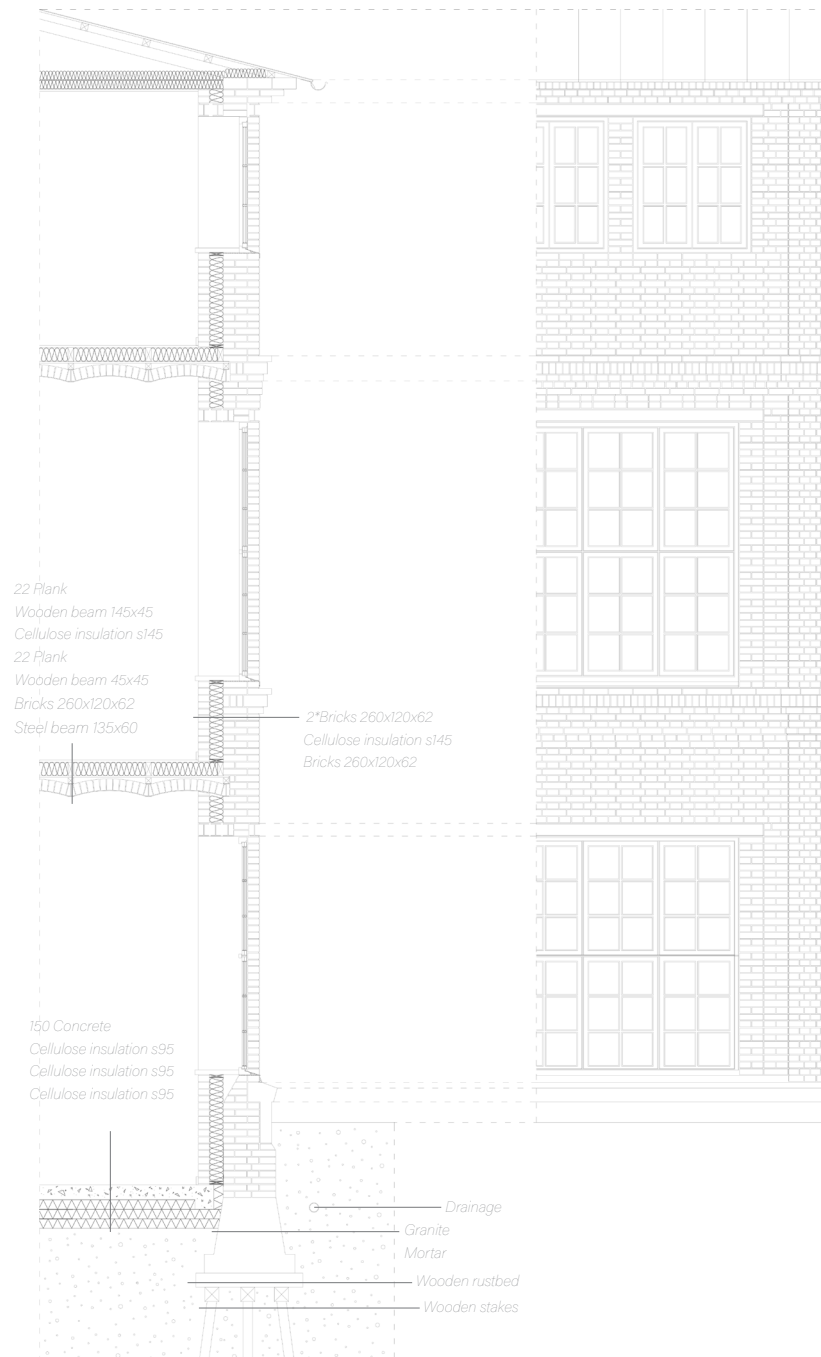 22 Plank
Wooden beam 145x45
Cellulose insulation s145
22 Plank
Wooden beam 45x45
Bricks 260x120x62
Steel beam 135x60
2*Bricks 260x120x62
Cellulose insulation s145
Bricks 260x120x62
150 Concrete
Cellulose insulation s95
Cellulose insulation s95
Cellulose insulation s95
Drainage
Granite
Mortar
Wooden rustbed
Wooden stakes